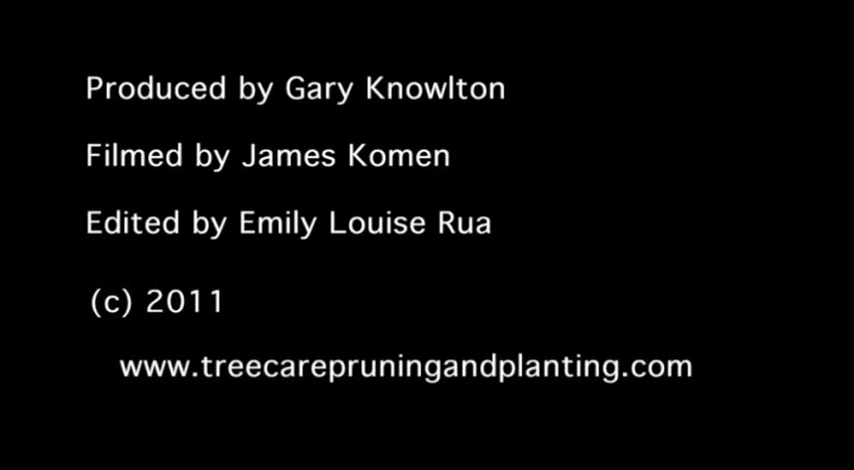 Produced by Gary Knowlton
Filmed by James Komen
Edited by Emily Louise Rua
(c) 2011
www.treecarepruningandplanting.com